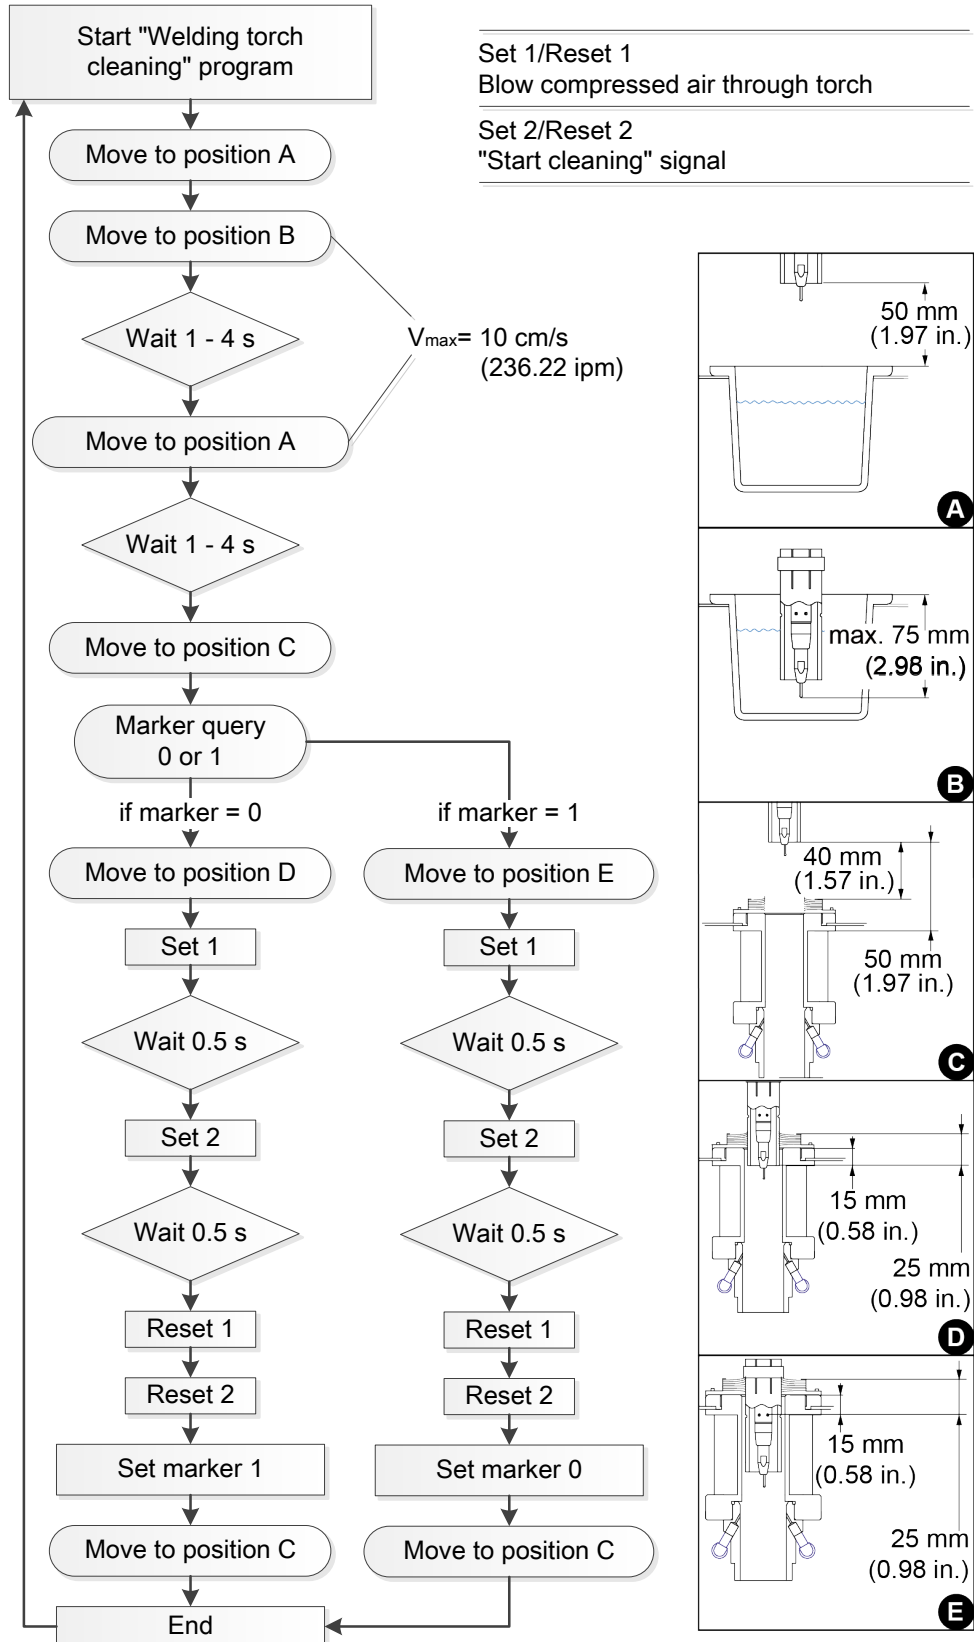 Start "Welding torch
cleaning" program
Set 1/Reset 1
Blow compressed air through torch
Set 2/Reset 2
"Start cleaning" signal
Move to position A
Move to position B
Wait 1 - 4 s
Vmax= 10 cm/s
(236.22 ipm)
Move to position A
Wait 1 - 4 s
Move to position C
Marker query
0 or 1
if marker = 0
Move to position D
Set 1
Wait 0.5 s
Set 2
Wait 0.5 s
Reset 1
Reset 2
Set marker 1
Move to position C
if marker = 1
Move to position E
Set 1
Wait 0.5 s
Set 2
Wait 0.5 s
Reset 1
Reset 2
Set marker 0
Move to position C
End
50 mm
(1.97 in.)
A
max. 75 mm
in.)
B
40 mm
(1.57 in.)
50 mm
(1.97 in.)
C
15 mm
(0.58 in.)
25 mm
(0.98 in.)
D
15 mm
(0.58 in.)
25 mm
(0.98 in.)
E